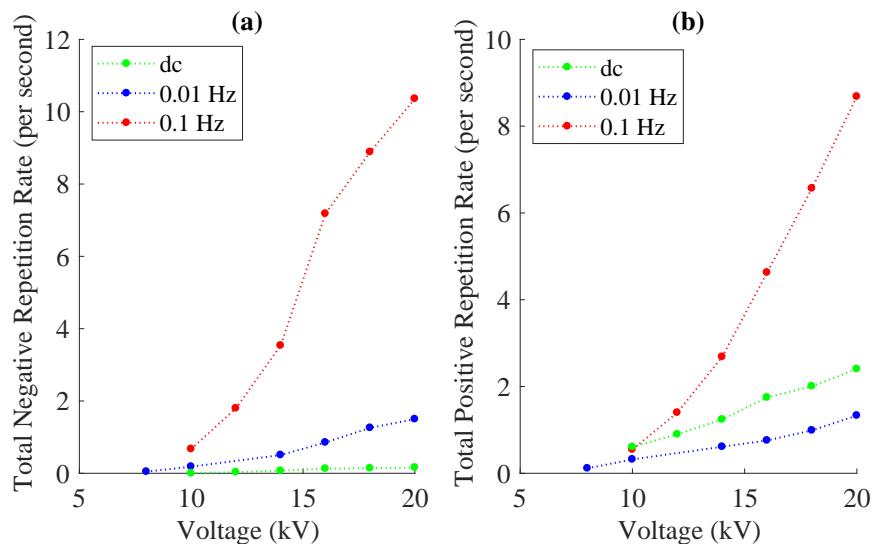 (a)
Total Negative Repetition Rate (per second)
12
10
8
6
4
2
0
dc
0.01 Hz
0.1 Hz
5
10
15
20
Voltage (kV)
(b)
Total Positive Repetition Rate (per second)
10
8
6
4
2
0
dc
0.01 Hz
0.1 Hz
5
10
15
20
Voltage (kV)